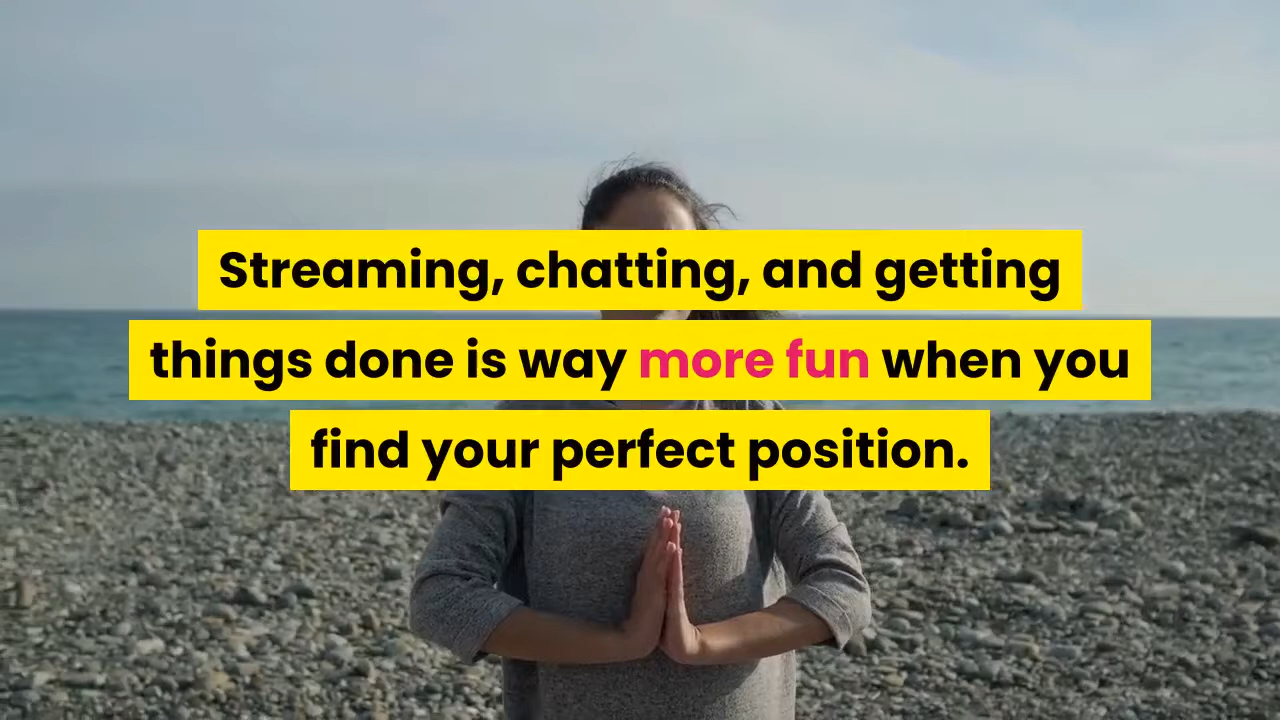 Streaming, chatting, and getting
things done is way more fun when you
find your perfect position.